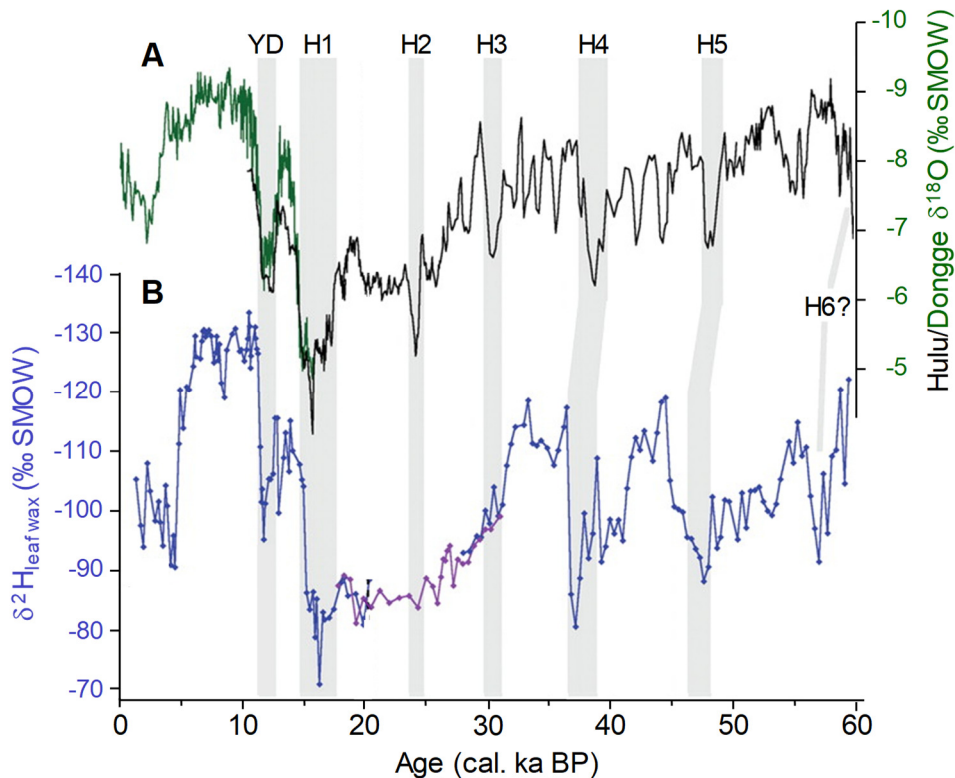 YD H1 H2 H3 H4 H5
A
-10
-9
-8
-7
-6
-5
Hulu/Dongge δ¹⁸O (‰ SMOW)
B
H6?
-140
-130
-120
-110
-100
-90
-80
-70
δ²H leaf wax (‰ SMOW)
0 10 20 30 40 50 60
Age (cal. ka BP)